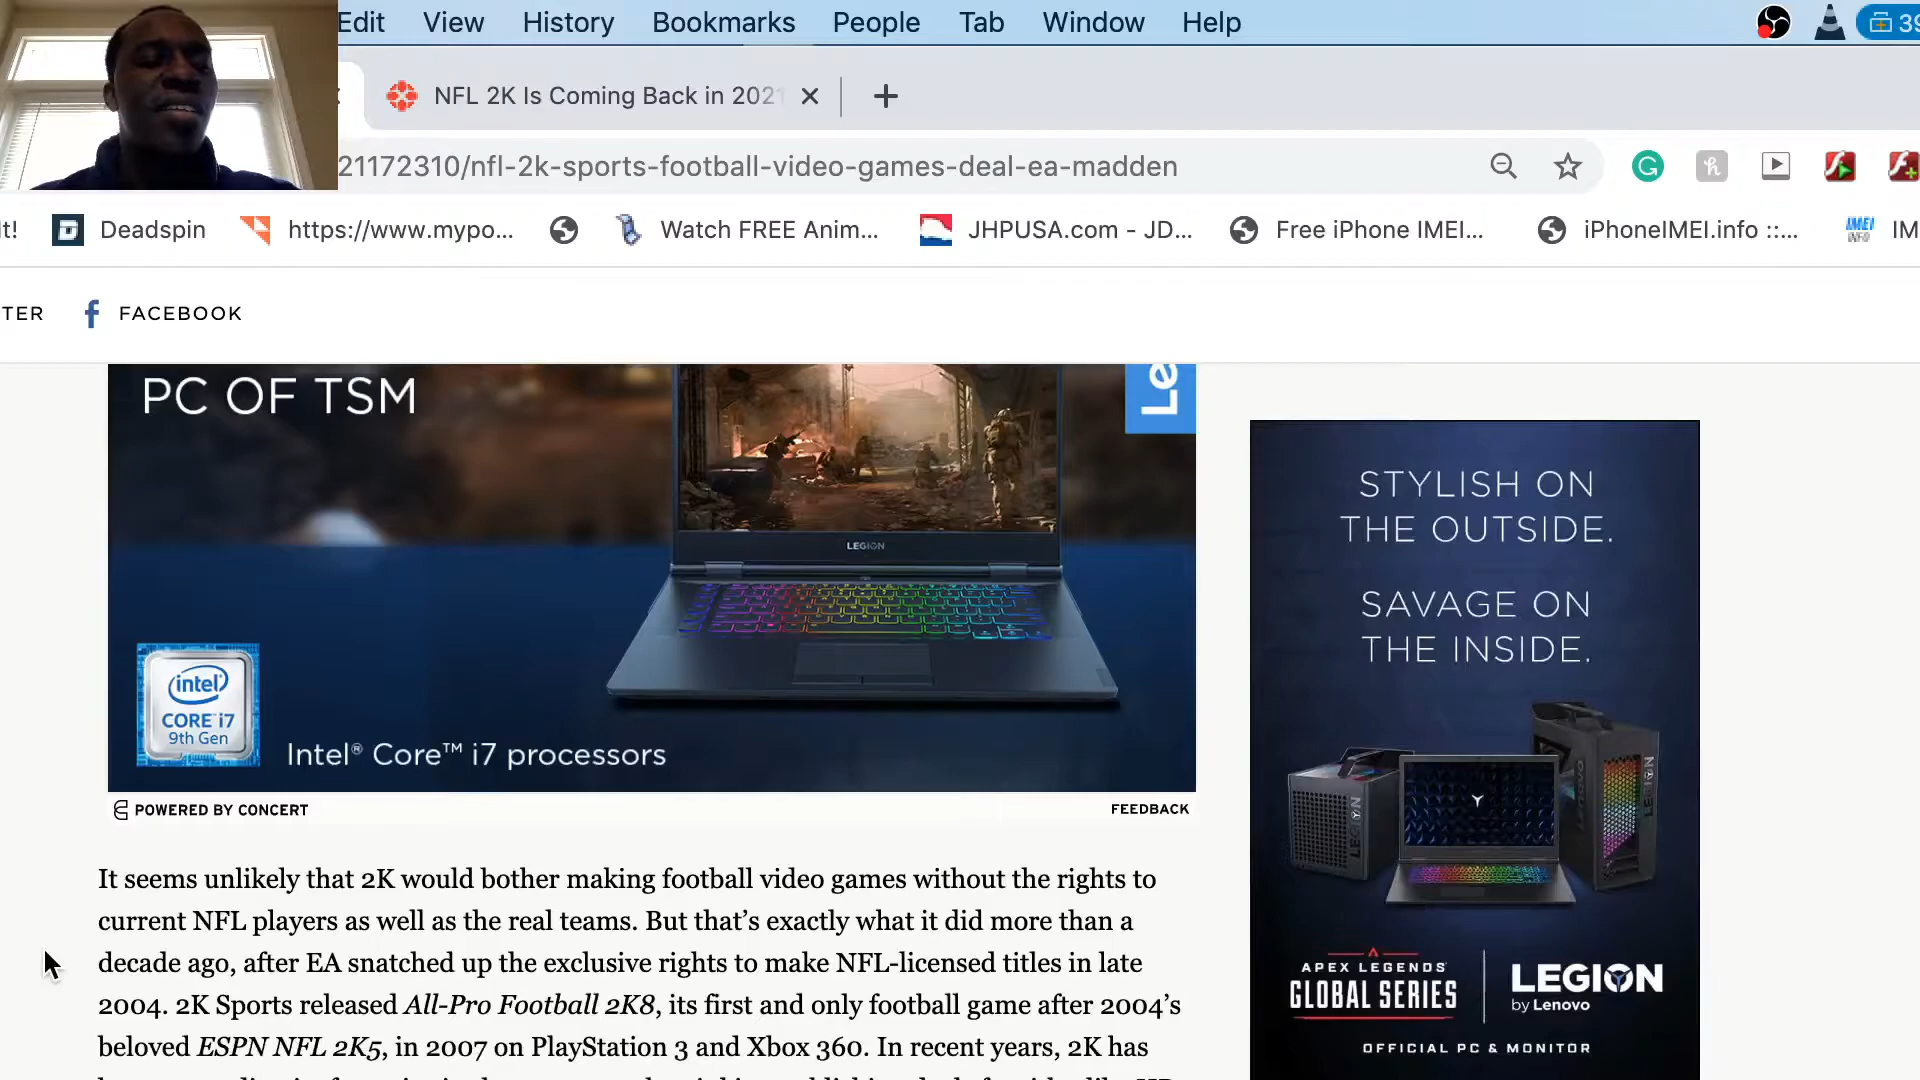 Edit View History Bookmarks People Tab Window Help
NFL 2K Is Coming Back in 2021
21172310/nfl-2k-sports-football-video-games-deal-ea-madden
t! Deadspin https://www.mypo... Watch FREE Anim... JHPUSA.com - JD... Free iPhone IMEI... iPhoneIMEI.info ::... IMEI INFO IM
TER FACEBOOK
PC OF TSM
Le
LEGION
intel
CORE i7
9th Gen
Intel® Core™ i7 processors
POWERED BY CONCERT
FEEDBACK
STYLISH ON
THE OUTSIDE.
SAVAGE ON
THE INSIDE.
LEGION
LEGION
APEX LEGENDS
GLOBAL SERIES
LEGION
by Lenovo
OFFICIAL PC & MONITOR
It seems unlikely that 2K would bother making football video games without the rights to
current NFL players as well as the real teams. But that’s exactly what it did more than a
decade ago, after EA snatched up the exclusive rights to make NFL-licensed titles in late
2004. 2K Sports released All-Pro Football 2K8, its first and only football game after 2004’s
beloved ESPN NFL 2K5, in 2007 on PlayStation 3 and Xbox 360. In recent years, 2K has